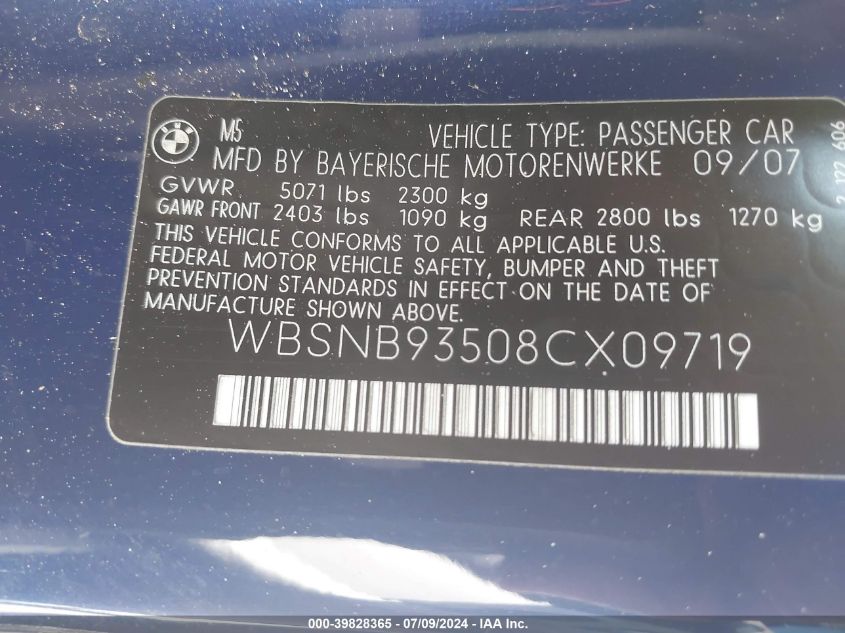 M5
VEHICLE TYPE: PASSENGER CAR
MFD BY BAYERISCHE MOTORENWERKE 09/07
GVWR 5071 lbs 2300 kg
GAWR FRONT 2403 lbs 1090 kg REAR 2800 lbs 1270 kg
THIS VEHICLE CONFORMS TO ALL APPLICABLE U.S.
FEDERAL MOTOR VEHICLE SAFETY, BUMPER AND THEFT
PREVENTION STANDARDS IN EFFECT ON THE DATE OF
MANUFACTURE SHOWN ABOVE.
WBSNB93508CX09719
606
000-39828365 - 07/09/2024 - IAA Inc.